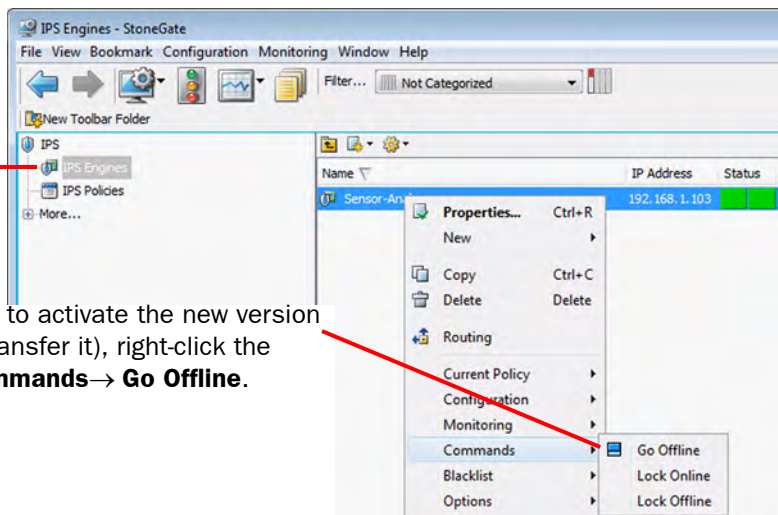 IPS Engines - StoneGate
File View Bookmark Configuration Monitoring Window Help
Filter... Not Categorized
New Toolbar Folder
IPS
IPS Engines
IPS Policies
More...
Name IP Address Status
192.168.1.103
Properties... Ctrl+R
New
Copy Ctrl+C
Delete Delete
Routing
Current Policy
Configuration
Monitoring
Commands
Blacklist
Options
Go Offline
Lock Online
Lock Offline
to activate the new version
ansfer it), right-click the
mmands→ Go Offline.